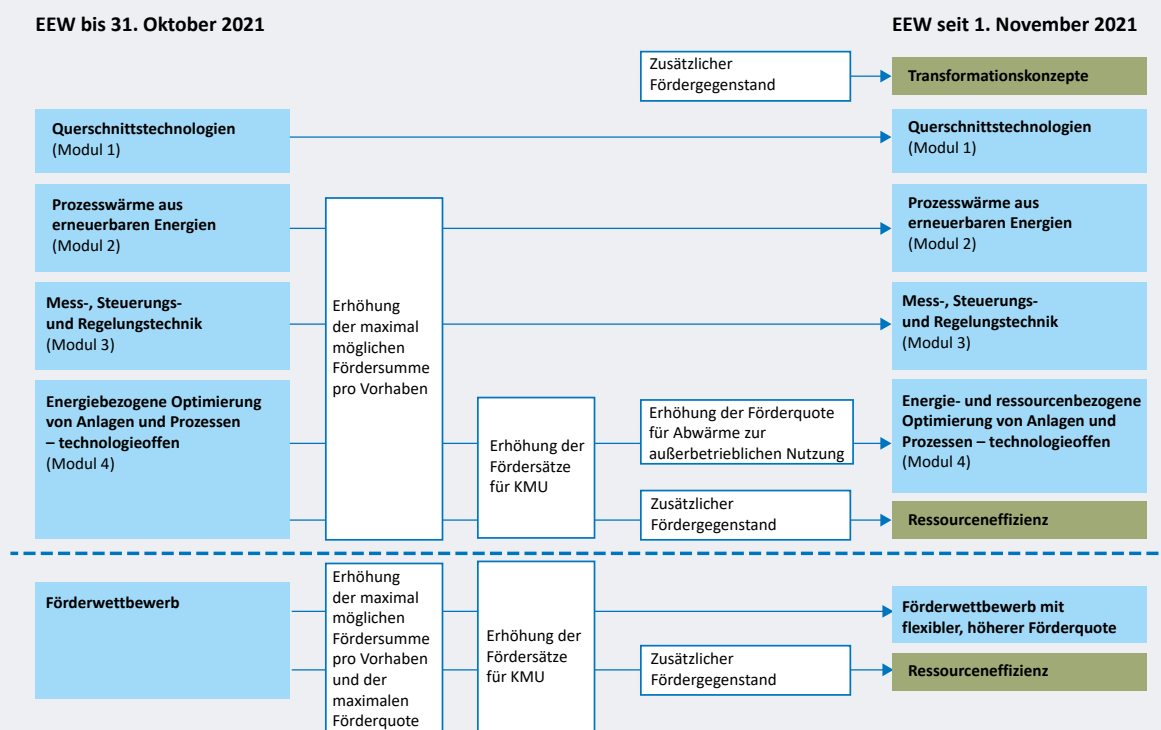 EEW bis 31. Oktober 2021
EEW seit 1. November 2021
Zusätzlicher
Fördergegenstand
Transformationskonzepte
Querschnittstechnologien
(Modul 1)
Querschnittstechnologien
(Modul 1)
Prozesswärme aus
erneuerbaren Energien
(Modul 2)
Prozesswärme aus
erneuerbaren Energien
(Modul 2)
Mess-, Steuerungs-
und Regelungstechnik
(Modul 3)
Erhöhung
der maximal
möglichen
Fördersumme
pro Vorhaben
Mess-, Steuerungs-
und Regelungstechnik
(Modul 3)
Energiebezogene Optimierung
von Anlagen und Prozessen
– technologieoffen
(Modul 4)
Erhöhung der
Fördersätze
für KMU
Erhöhung der Förderquote
für Abwärme zur
außerbetrieblichen Nutzung
Energie- und ressourcenbezogene
Optimierung von Anlagen und
Prozessen – technologieoffen
(Modul 4)
Zusätzlicher
Fördergegenstand
Ressourceneffizienz
Förderwettbewerb
Erhöhung
der maximal
möglichen
Fördersumme
pro Vorhaben
und der
maximalen
Förderquote
Erhöhung der
Fördersätze
für KMU
Förderwettbewerb mit
flexibler, höherer Förderquote
Zusätzlicher
Fördergegenstand
Ressourceneffizienz